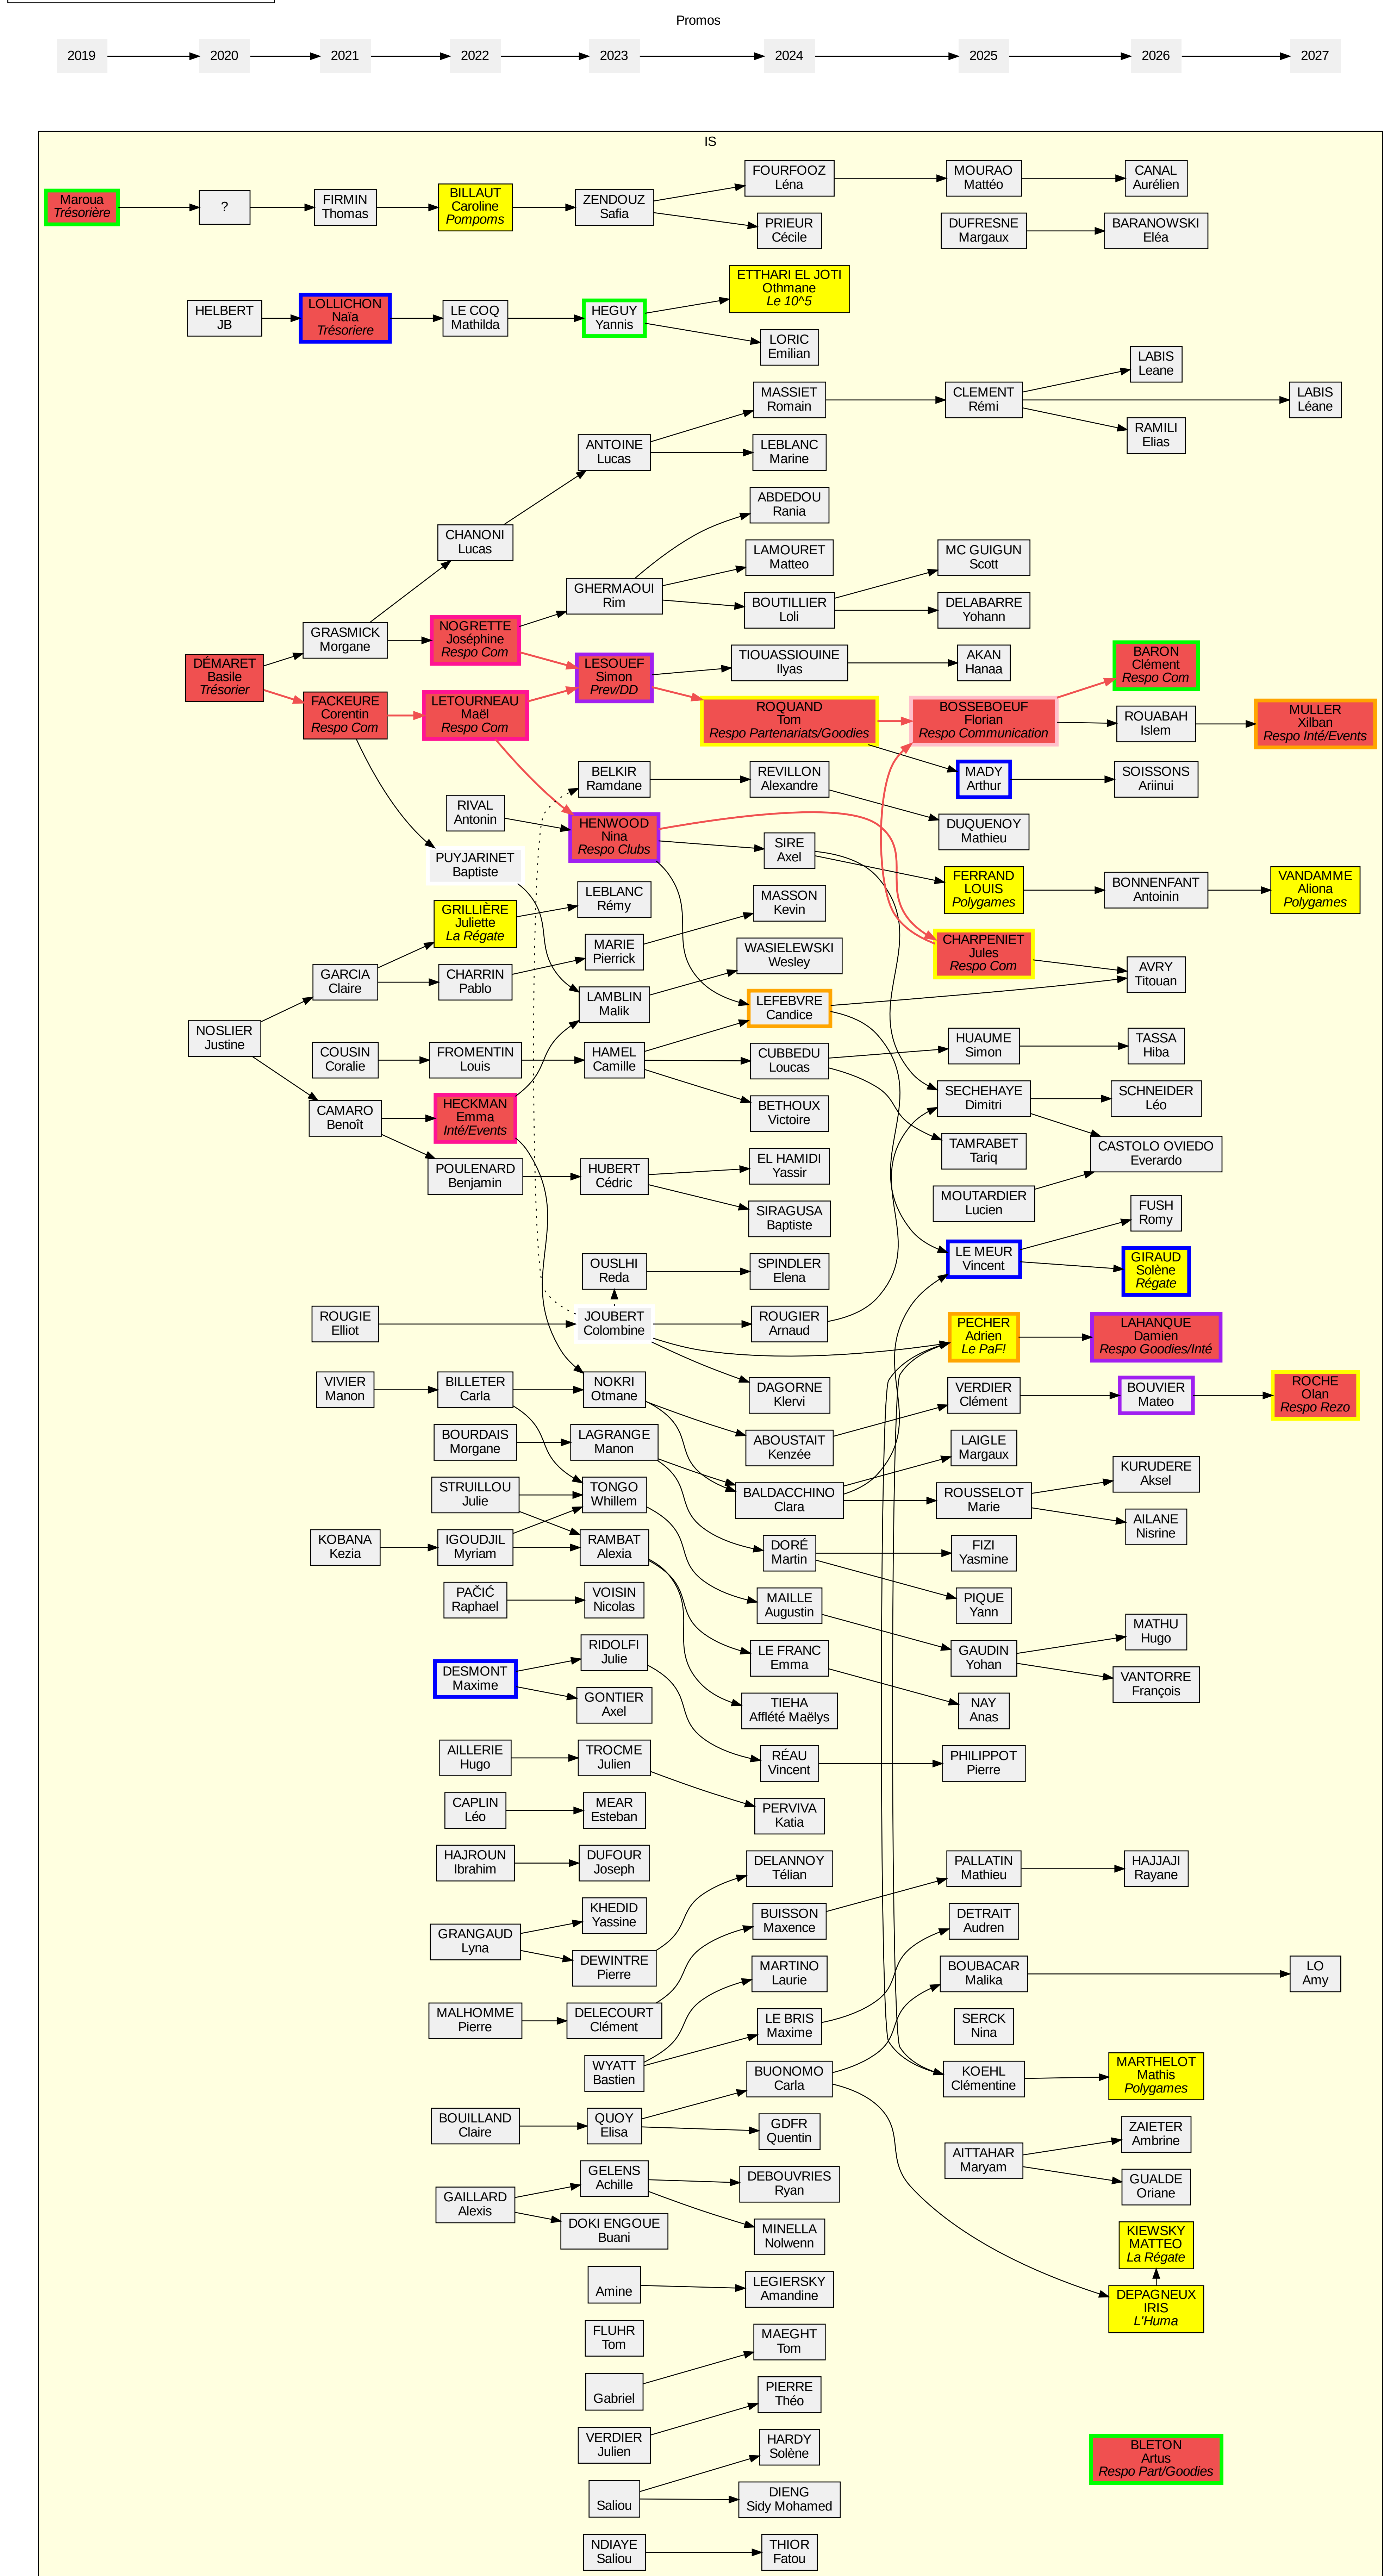 Promos
2019
2020
2021
2022
2023
2024
2025
2026
2027
IS
Maroua
Trésorière
?
FIRMIN
Thomas
BILLAUT
Caroline
Pompoms
ZENDOUZ
Safia
FOURFOOZ
Léna
MOURAO
Mattéo
CANAL
Aurélien
PRIEUR
Cécile
DUFRESNE
Margaux
BARANOWSKI
Eléa
HELBERT
JB
LOLLICHON
Naïa
Trésoriere
LE COQ
Mathilda
HEGUY
Yannis
ETTHARI EL JOTI
Othmane
Le 10^5
LORIC
Emilian
LABIS
Leane
MASSIET
Romain
CLEMENT
Rémi
LABIS
Léane
ANTOINE
Lucas
LEBLANC
Marine
RAMILI
Elias
ABDEDOU
Rania
CHANONI
Lucas
LAMOURET
Matteo
MC GUIGUN
Scott
GHERMAOUI
Rim
BOUTILLIER
Loli
DELABARRE
Yohann
GRASMICK
Morgane
NOGRETTE
Joséphine
Respo Com
DÉMARET
Basile
Trésorier
LESOUEF
Simon
Prev/DD
TIOUASSIOUINE
Ilyas
AKAN
Hanaa
BARON
Clément
Respo Com
FACKEURE
Corentin
Respo Com
LETOURNEAU
Maël
Respo Com
ROQUAND
Tom
Respo Partenariats/Goodies
BOSSEBOEUF
Florian
Respo Communication
ROUABAH
Islem
MULLER
Xilban
Respo Inté/Events
BELKIR
Ramdane
REVILLON
Alexandre
MADY
Arthur
SOISSONS
Ariinui
RIVAL
Antonin
HENWOOD
Nina
Respo Clubs
SIRE
Axel
DUQUENOY
Mathieu
PUYJARINET
Baptiste
FERRAND
LOUIS
Polygames
BONNENFANT
Antoinin
VANDAMME
Aliona
Polygames
GRILLIÈRE
Juliette
La Régate
LEBLANC
Rémy
MASSON
Kevin
MARIE
Pierrick
WASIELEWSKI
Wesley
CHARPENIET
Jules
Respo Com
GARCIA
Claire
CHARRIN
Pablo
AVRY
Titouan
LAMBLIN
Malik
LEFEBVRE
Candice
NOSLIER
Justine
COUSIN
Coralie
FROMENTIN
Louis
HAMEL
Camille
CUBBEDU
Loucas
HUAUME
Simon
TASSA
Hiba
CAMARO
Benoît
HECKMAN
Emma
Inté/Events
BETHOUX
Victoire
SECHEHAYE
Dimitri
SCHNEIDER
Léo
TAMRABET
Tariq
CASTOLO OVIEDO
Everardo
POULENARD
Benjamin
HUBERT
Cédric
EL HAMIDI
Yassir
MOUTARDIER
Lucien
SIRAGUSA
Baptiste
FUSH
Romy
LE MEUR
Vincent
GIRAUD
Solène
Régate
OUSLHI
Reda
SPINDLER
Elena
ROUGIE
Elliot
JOUBERT
Colombine
ROUGIER
Arnaud
PECHER
Adrien
Le PaF!
LAHANQUE
Damien
Respo Goodies/Inté
VIVIER
Manon
BILLETER
Carla
NOKRI
Otmane
DAGORNE
Klervi
VERDIER
Clément
BOUVIER
Mateo
ROCHE
Olan
Respo Rezo
BOURDAIS
Morgane
LAGRANGE
Manon
ABOUSTAIT
Kenzée
LAIGLE
Margaux
STRUILLOU
Julie
TONGO
Whillem
BALDACCHINO
Clara
ROUSSELOT
Marie
KURUDERE
Aksel
KOBANA
Kezia
IGOUDJIL
Myriam
RAMBAT
Alexia
DORÉ
Martin
FIZI
Yasmine
AILANE
Nisrine
PAČIĆ
Raphael
VOISIN
Nicolas
MAILLE
Augustin
PIQUE
Yann
RIDOLFI
Julie
LE FRANC
Emma
GAUDIN
Yohan
MATHU
Hugo
DESMONT
Maxime
GONTIER
Axel
TIEHA
Afflété Maëlys
NAY
Anas
VANTORRE
François
AILLERIE
Hugo
TROCME
Julien
RÉAU
Vincent
PHILIPPOT
Pierre
CAPLIN
Léo
MEAR
Esteban
PERVIVA
Katia
HAJROUN
Ibrahim
DUFOUR
Joseph
DELANNOY
Télian
PALLATIN
Mathieu
HAJJAJI
Rayane
GRANGAUD
Lyna
KHEDID
Yassine
BUISSON
Maxence
DETRAIT
Audren
DEWINTRE
Pierre
MARTINO
Laurie
BOUBACAR
Malika
LO
Amy
MALHOMME
Pierre
DELECOURT
Clément
LE BRIS
Maxime
SERCK
Nina
WYATT
Bastien
BUONOMO
Carla
KOEHL
Clémentine
MARTHELOT
Mathis
Polygames
BOUILLAND
Claire
QUOY
Elisa
GDFR
Quentin
ZAIETER
Ambrine
AITTAHAR
Maryam
GAILLARD
Alexis
GELENS
Achille
DEBOUVRIES
Ryan
GUALDE
Oriane
DOKI ENGOUE
Buani
MINELLA
Nolwenn
KIEWSKY
MATTEO
La Régate
Amine
LEGIERSKY
Amandine
DEPAGNEUX
IRIS
L'Huma
FLUHR
Tom
MAEGHT
Tom
Gabriel
PIERRE
Théo
VERDIER
Julien
HARDY
Solène
BLETON
Artus
Respo Part/Goodies
Saliou
DIENG
Sidy Mohamed
NDIAYE
Saliou
THIOR
Fatou